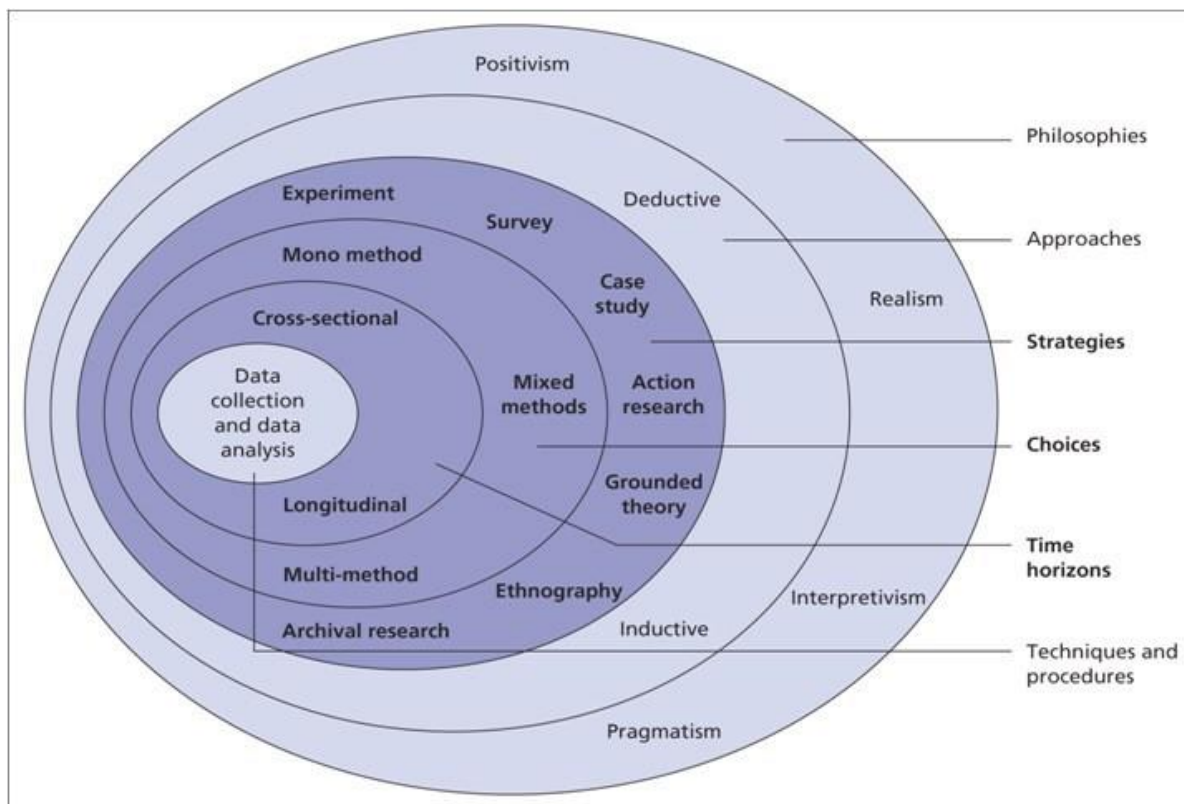 Positivism
Philosophies
Experiment
Deductive
Survey
Approaches
Mono method
Case
study
Realism
Cross-sectional
Strategies
Data
collection
and data
analysis
Mixed
methods
Action
research
Choices
Longitudinal
Grounded
theory
Time
horizons
Multi-method
Ethnography
Interpretivism
Archival research
Inductive
Techniques and
procedures
Pragmatism